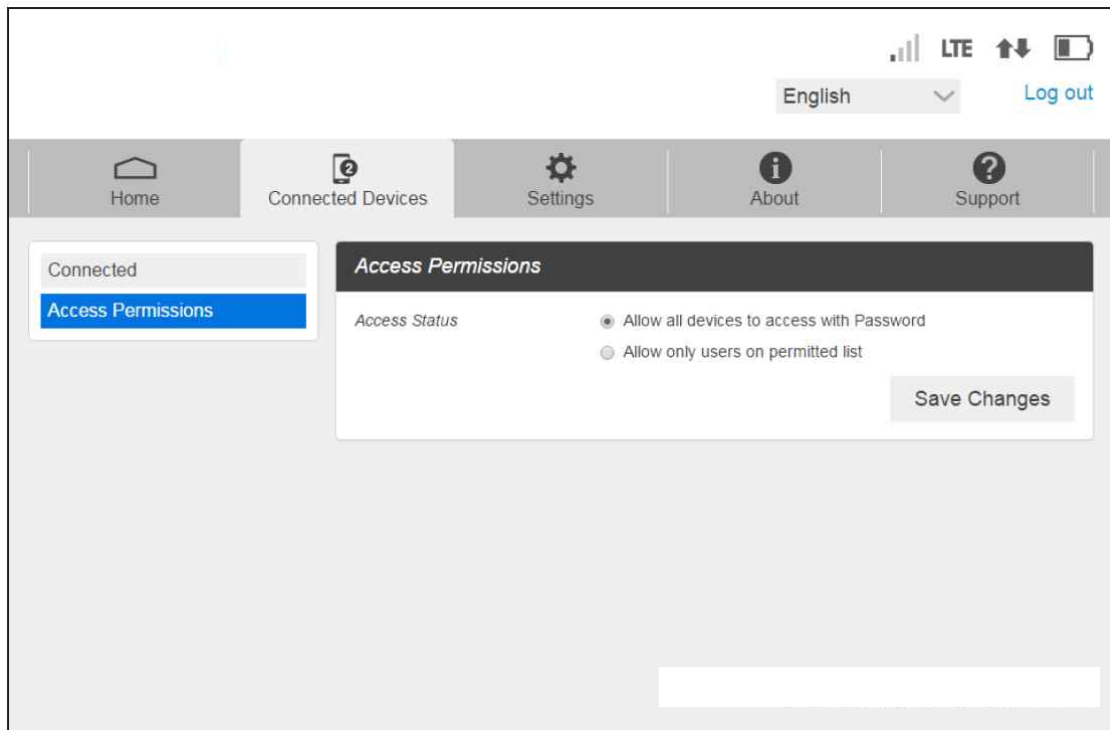 LTE
English
Log out
2
Home
Connected Devices
Settings
About
Support
Connected
Access Permissions
Access Permissions
Access Status
Allow all devices to access with Password
Allow only users on permitted list
Save Changes